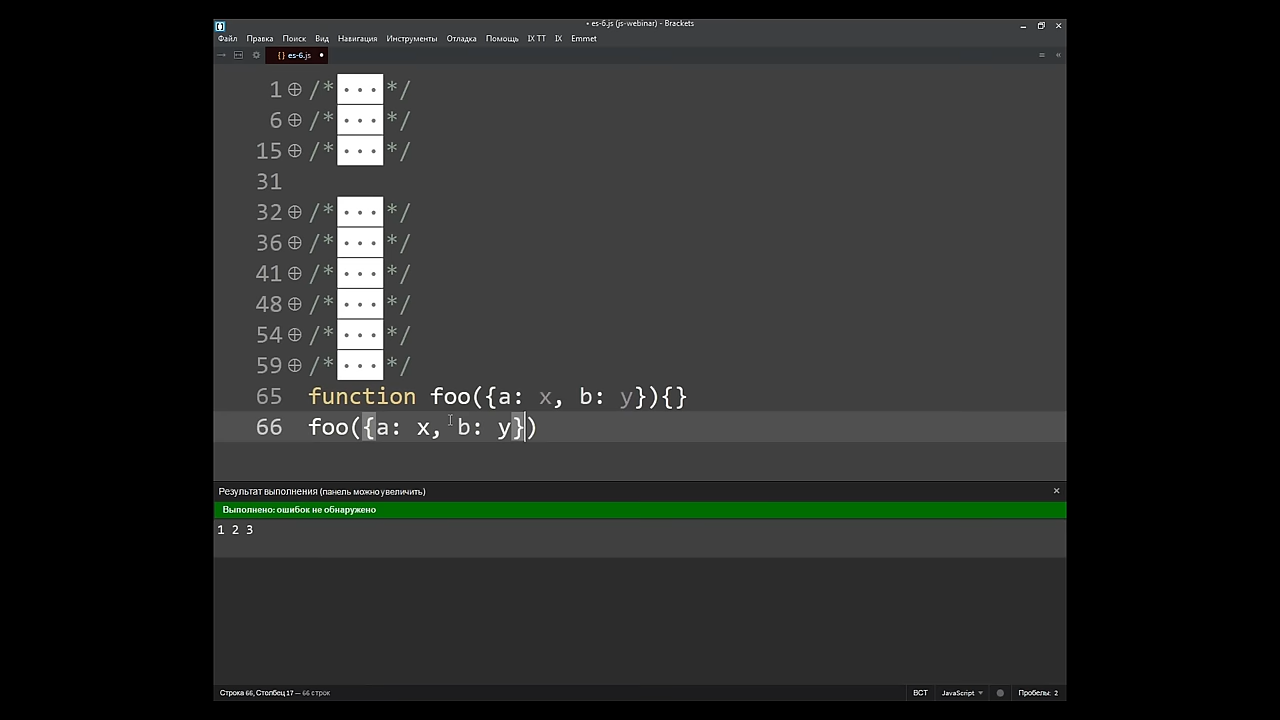 • es-6.js (js-webinar) - Brackets
Файл Правка Поиск Вид Навигация Инструменты Отладка Помощь IX TT IX Emmet
{} es-6.js •
1 /* ... */
6 /* ... */
15 /* ... */
31
32 /* ... */
36 /* ... */
41 /* ... */
48 /* ... */
54 /* ... */
59 /* ... */
65 function foo({a: x, b: y}){}
66 foo({a: x, b: y})
Результат выполнения (панель можно увеличить)
Выполнено: ошибок не обнаружено
1 2 3
Строка 66, Столбец 17 — 66 строк ВСТ JavaScript Пробелы: 2